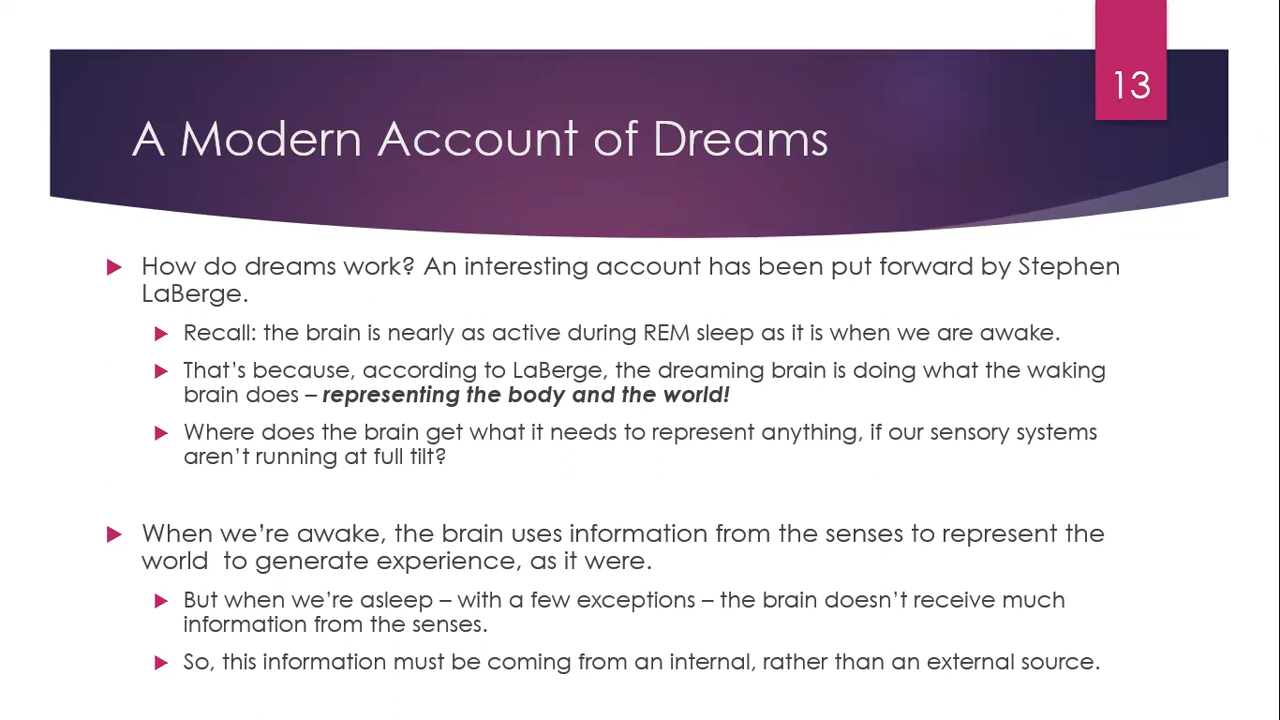 13
A Modern Account of Dreams
How do dreams work? An interesting account has been put forward by Stephen
LaBerge.
Recall: the brain is nearly as active during REM sleep as it is when we are awake.
That’s because, according to LaBerge, the dreaming brain is doing what the waking
brain does – representing the body and the world!
Where does the brain get what it needs to represent anything, if our sensory systems
aren’t running at full tilt?
When we’re awake, the brain uses information from the senses to represent the
world  to generate experience, as it were.
But when we’re asleep – with a few exceptions – the brain doesn’t receive much
information from the senses.
So, this information must be coming from an internal, rather than an external source.